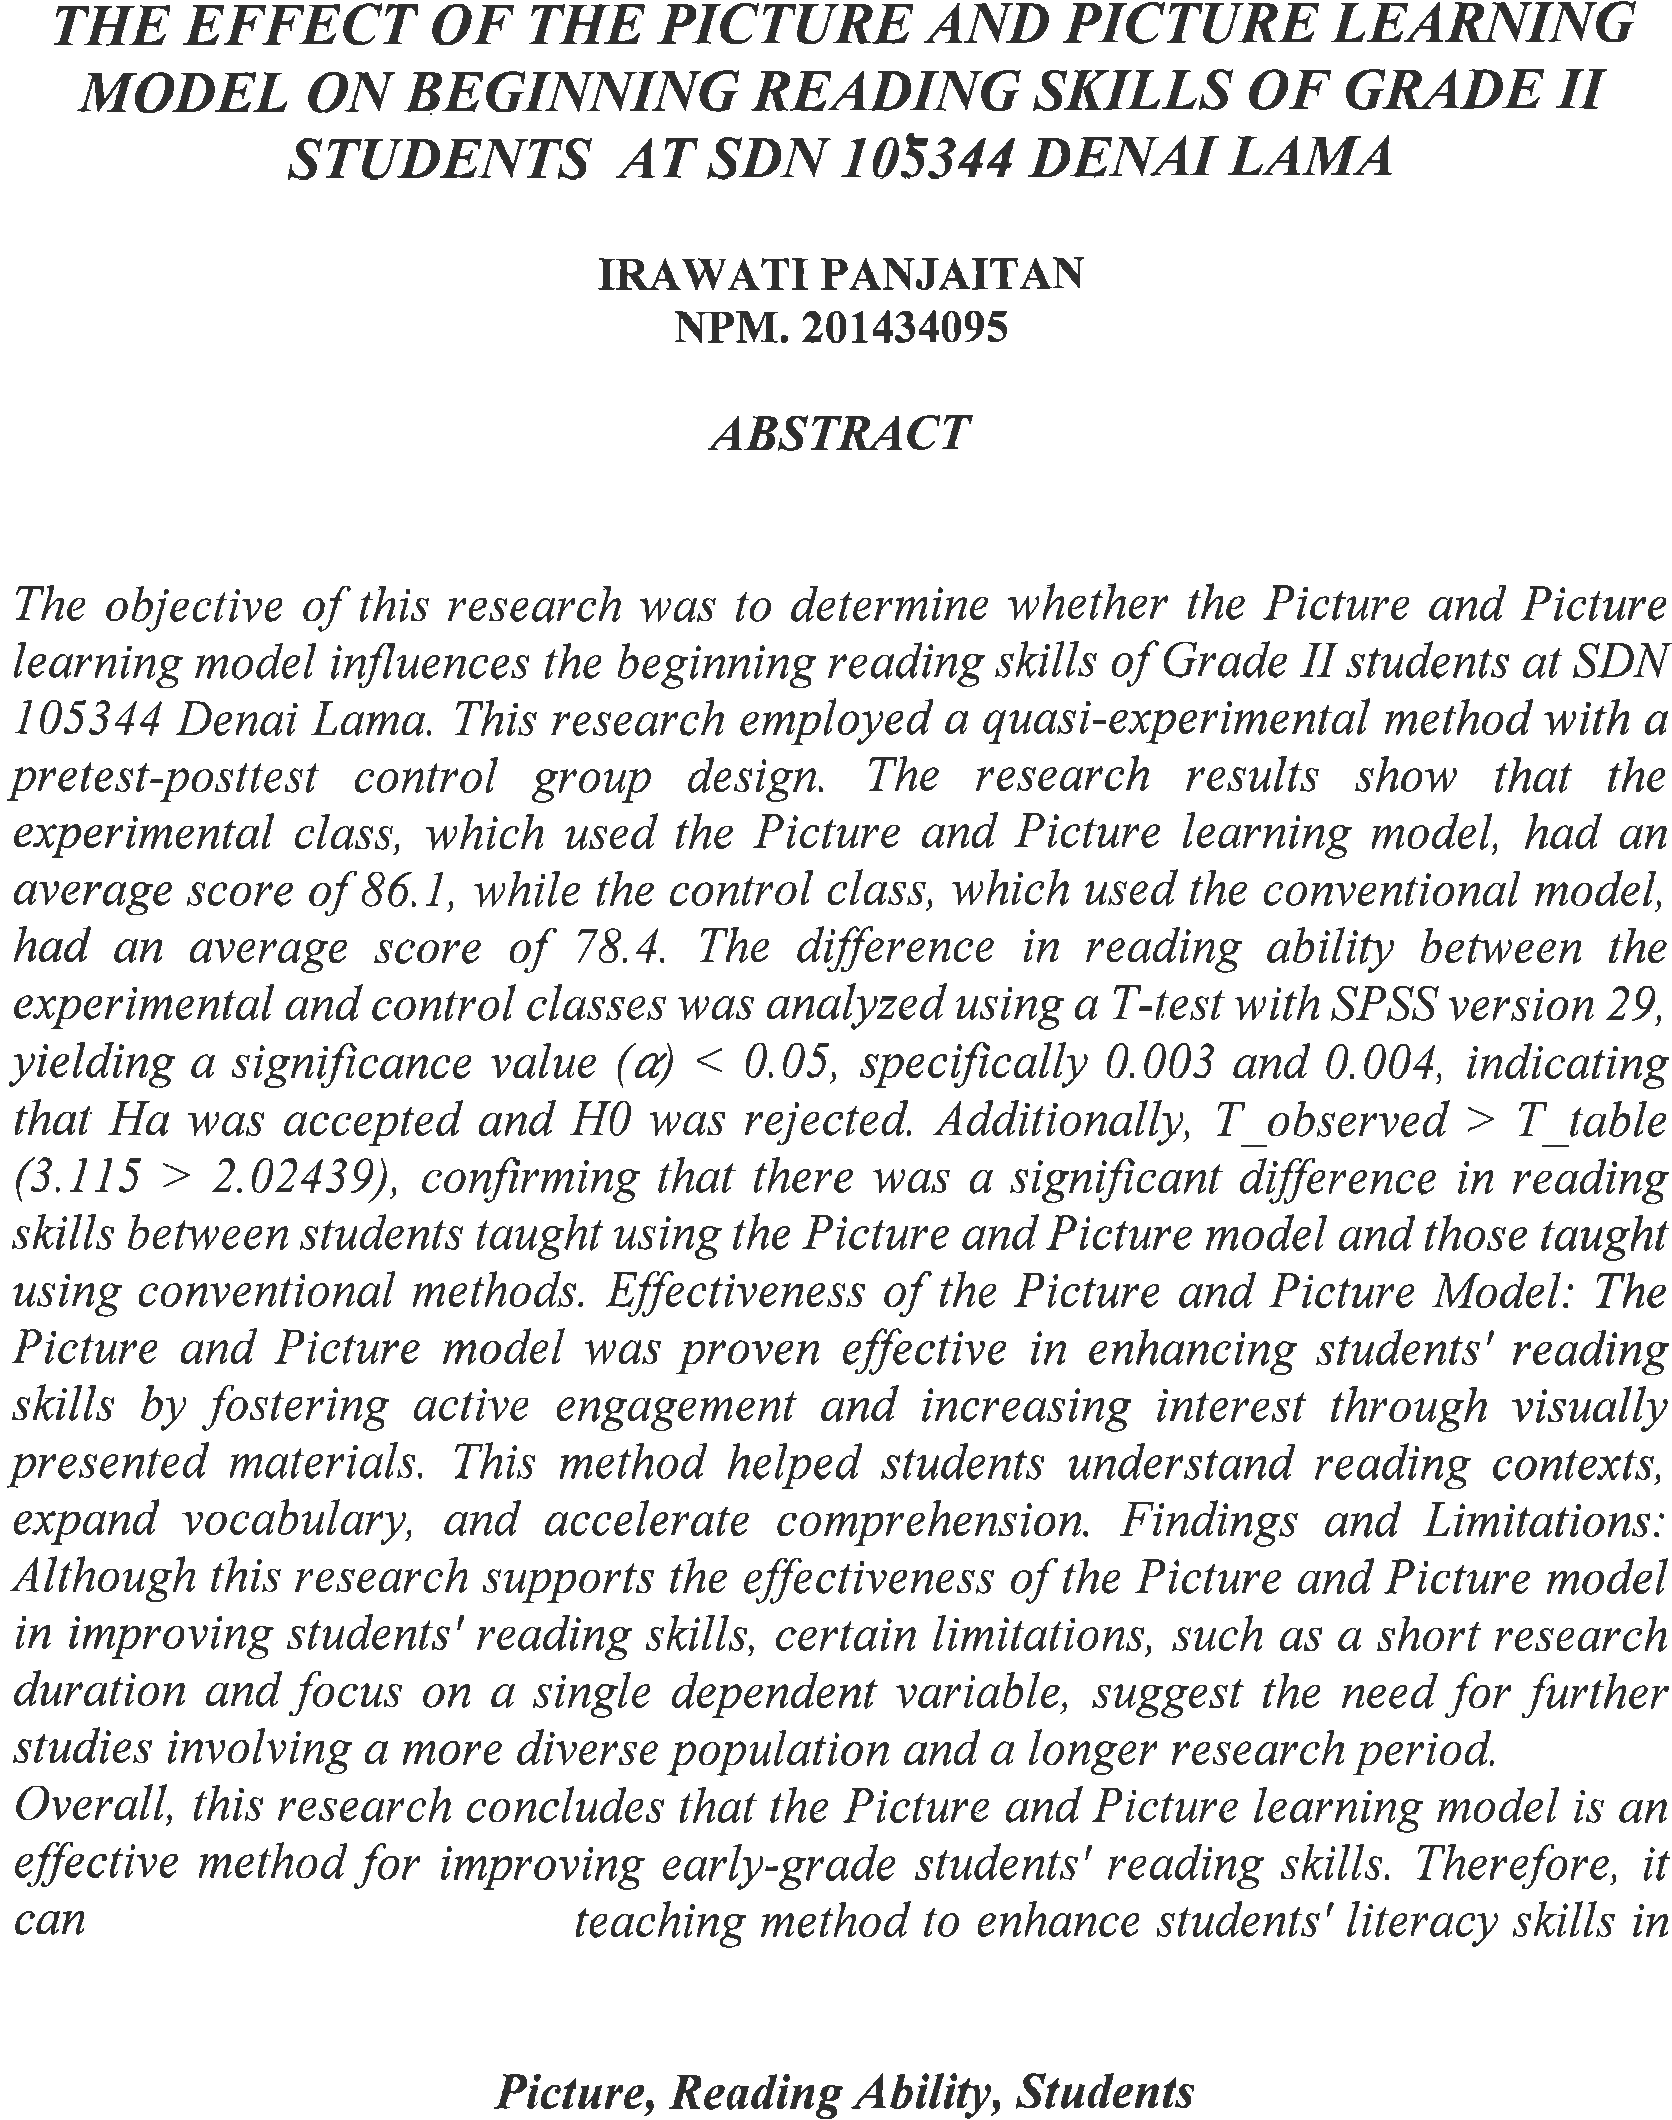 THE EFFECT OF THE PICTURE AND PICTURE LEARNING
MODEL ON BEGINNING READING SKILLS OF GRADE II
STUDENTS AT SDN 105344 DENAI LAMA
IRAWATI PANJAITAN
NPM. 201434095
ABSTRACT
The objective of this research was to determine whether the Picture and Picture
learning model influences the beginning reading skills of Grade II students at SDN
105344 Denai Lama. This research employed a quasi-experimental method with a
pretest-posttest control group design. The research results show that the
experimental class, which used the Picture and Picture learning model, had an
average score of 86.1, while the control class, which used the conventional model,
had an average score of 78.4. The difference in reading ability between the
experimental and control classes was analyzed using a T-test with SPSS version 29,
yielding a significance value (α) < 0.05, specifically 0.003 and 0.004, indicating
that Ha was accepted and H0 was rejected. Additionally, T_observed > T_table
(3.115 > 2.02439), confirming that there was a significant difference in reading
skills between students taught using the Picture and Picture model and those taught
using conventional methods. Effectiveness of the Picture and Picture Model: The
Picture and Picture model was proven effective in enhancing students' reading
skills by fostering active engagement and increasing interest through visually
presented materials. This method helped students understand reading contexts,
expand vocabulary, and accelerate comprehension. Findings and Limitations:
Although this research supports the effectiveness of the Picture and Picture model
in improving students' reading skills, certain limitations, such as a short research
duration and focus on a single dependent variable, suggest the need for further
studies involving a more diverse population and a longer research period.
Overall, this research concludes that the Picture and Picture learning model is an
effective method for improving early-grade students' reading skills. Therefore, it
can teaching method to enhance students' literacy skills in
Picture, Reading Ability, Students